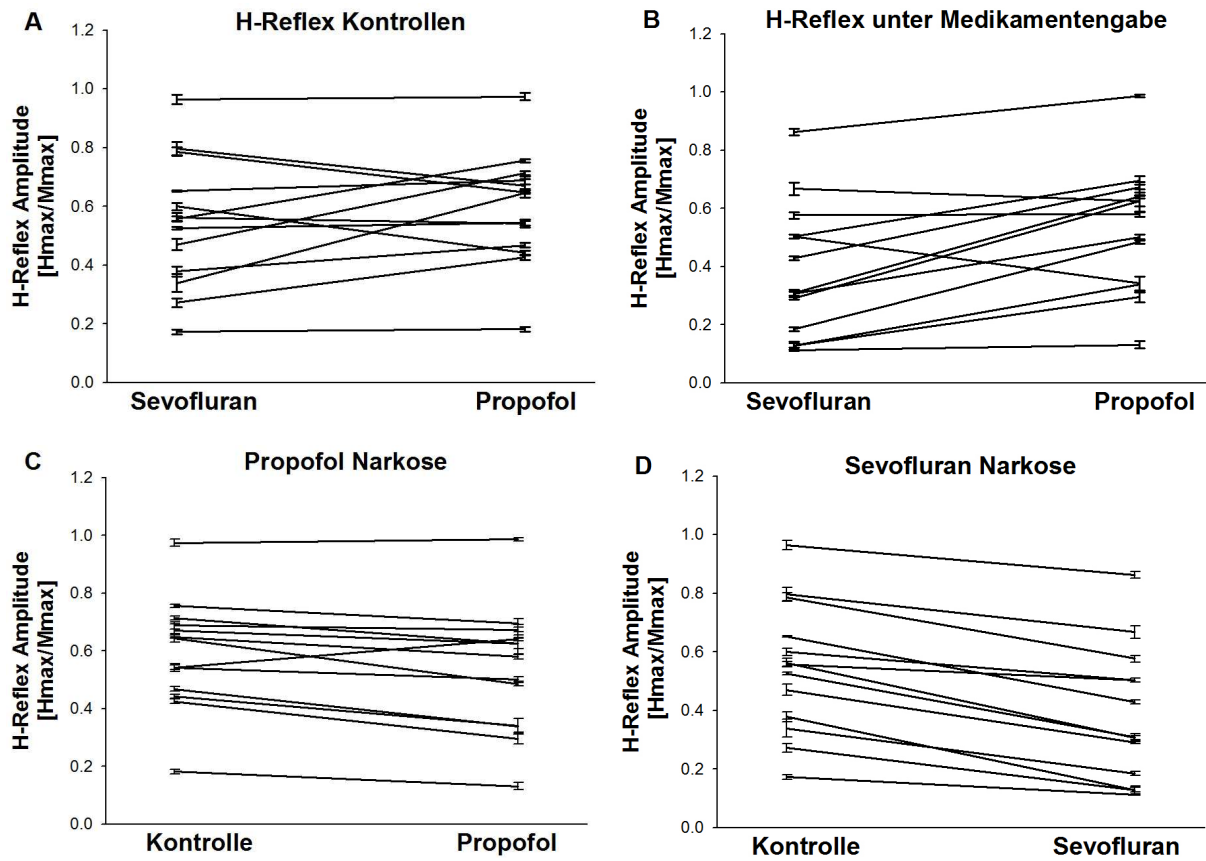 A
H-Reflex Kontrollen
H-Reflex Amplitude
[Hmax/Mmax]
1.2
1.0
0.8
0.6
0.4
0.2
0.0
Sevofluran
Propofol
B
H-Reflex unter Medikamentengabe
H-Reflex Amplitude
[Hmax/Mmax]
1.2
1.0
0.8
0.6
0.4
0.2
0.0
Sevofluran
Propofol
C
Propofol Narkose
H-Reflex Amplitude
[Hmax/Mmax]
1.2
1.0
0.8
0.6
0.4
0.2
0.0
Kontrolle
Propofol
D
Sevofluran Narkose
H-Reflex Amplitude
[Hmax/Mmax]
1.2
1.0
0.8
0.6
0.4
0.2
0.0
Kontrolle
Sevofluran